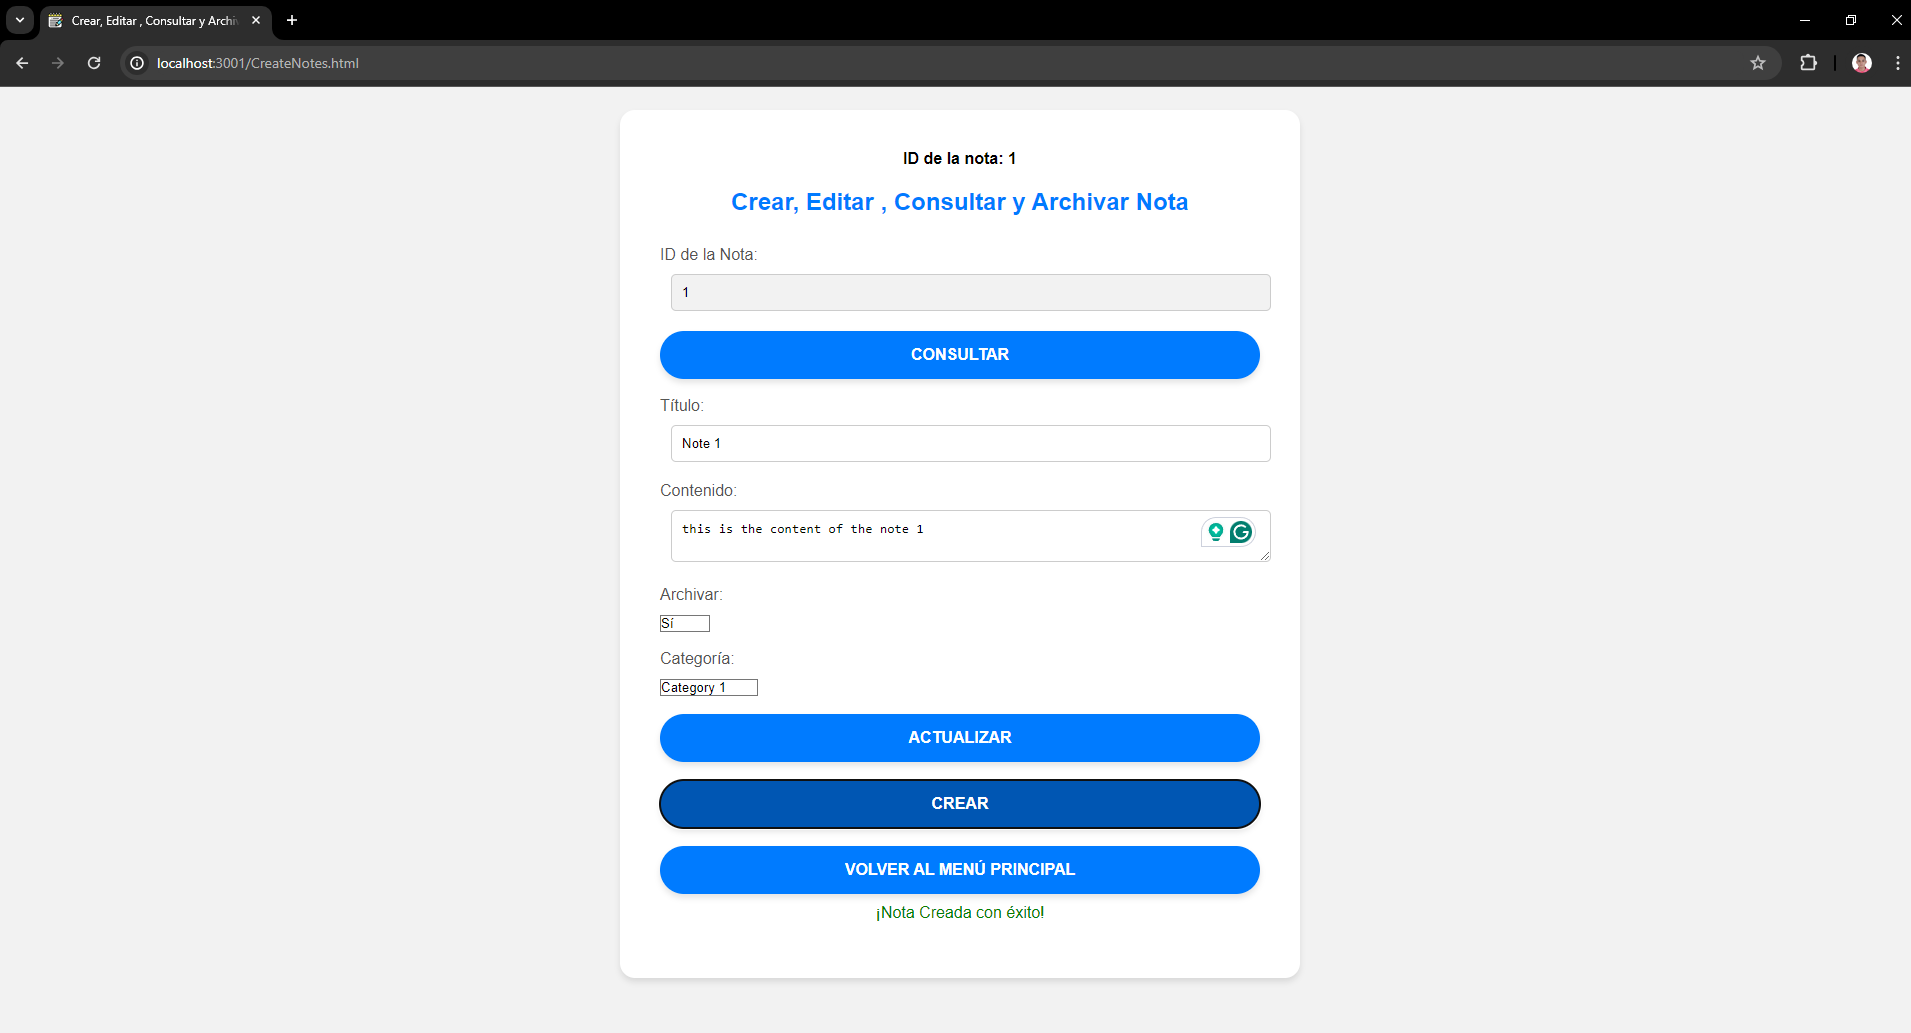 Crear, Editar , Consultar y Archiv
localhost:3001/CreateNotes.html
ID de la nota: 1
Crear, Editar , Consultar y Archivar Nota
ID de la Nota:
1
CONSULTAR
Título:
Note 1
Contenido:
this is the content of the note 1
Archivar:
Sí
Categoría:
Category 1
ACTUALIZAR
CREAR
VOLVER AL MENÚ PRINCIPAL
¡Nota Creada con éxito!